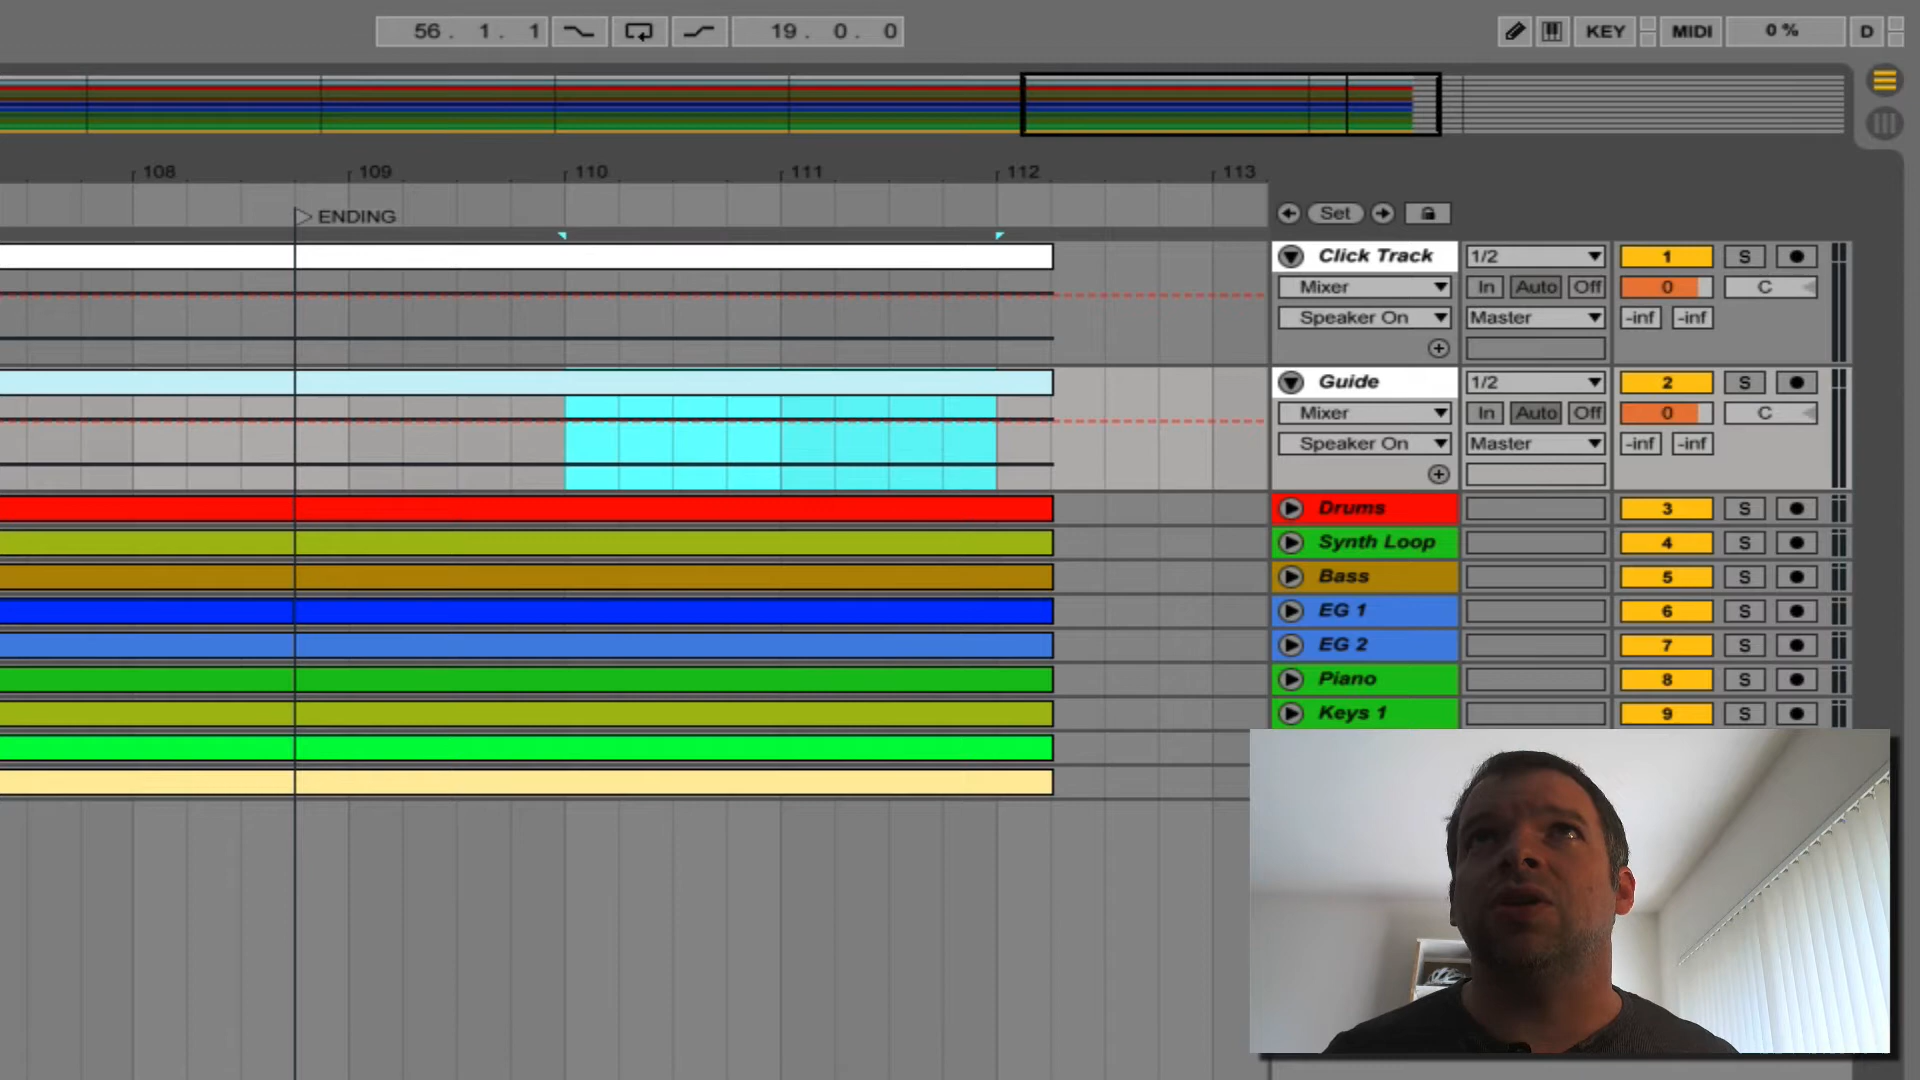 56. 1. 1 19. 0. 0 KEY MIDI 0 % D
108 109 110 111 112 113
ENDING Set
Click Track 1/2 1 S
Mixer In Auto Off 0 C
Speaker On Master -inf -inf
Guide 1/2 2 S
Mixer In Auto Off 0 C
Speaker On Master -inf -inf
Drums 3 S
Synth Loop 4 S
Bass 5 S
EG 1 6 S
EG 2 7 S
Piano 8 S
Keys 1 9 S